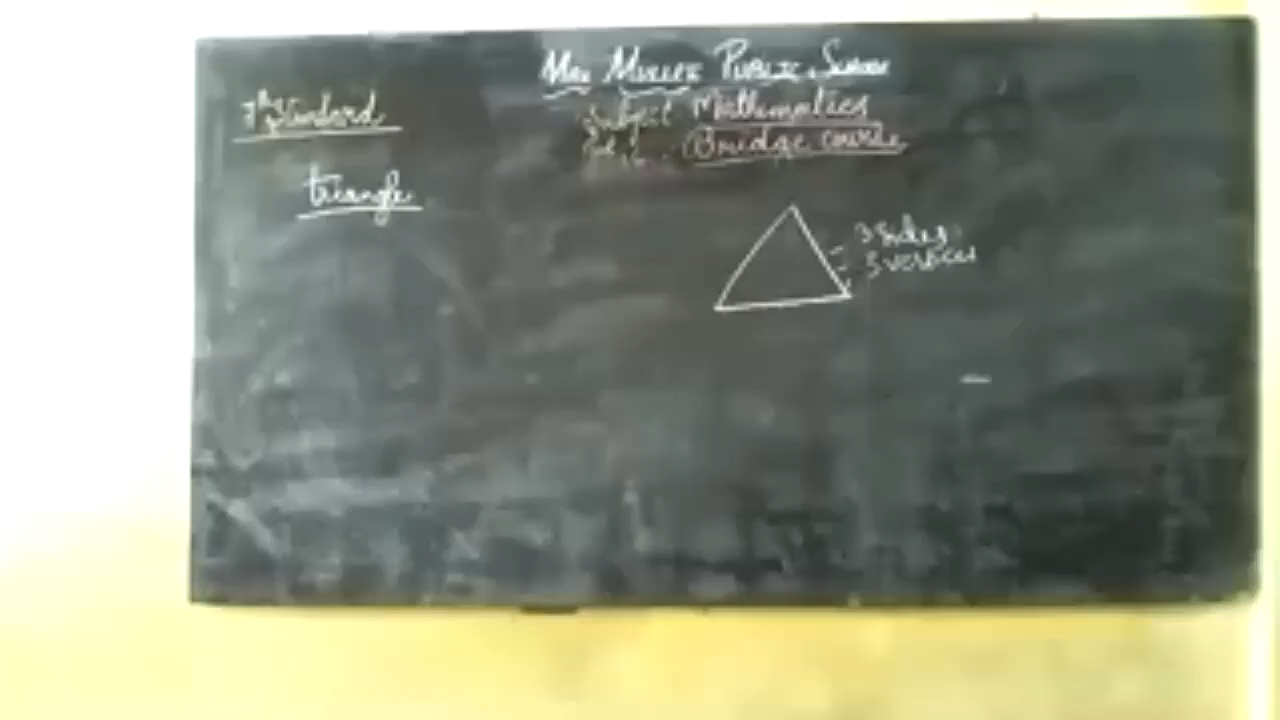 Max Muller Public School
7th Standard
Subject Mathematics
Bridge course
triangle
3 sides
3 vertices